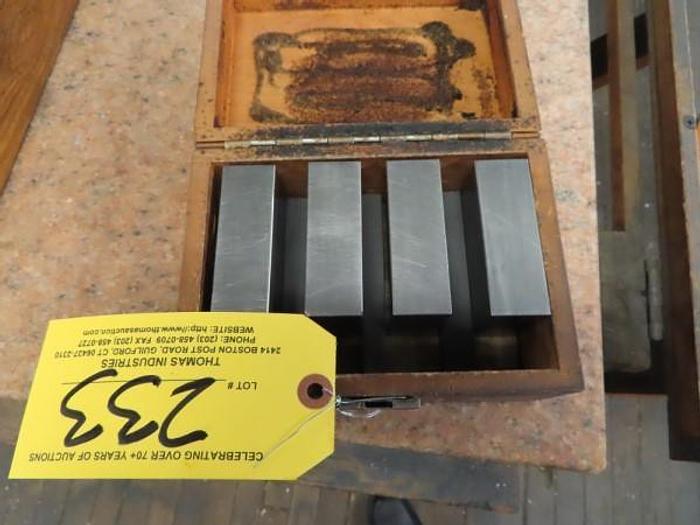 CELEBRATING OVER 70+ YEARS OF AUCTIONS
LOT # 233
THOMAS INDUSTRIES
2414 BOSTON POST ROAD, GUILFORD, CT 06437-3310
PHONE: (203) 458-0709 FAX (203) 458-0727
WEBSITE: http://www.thomasauction.com